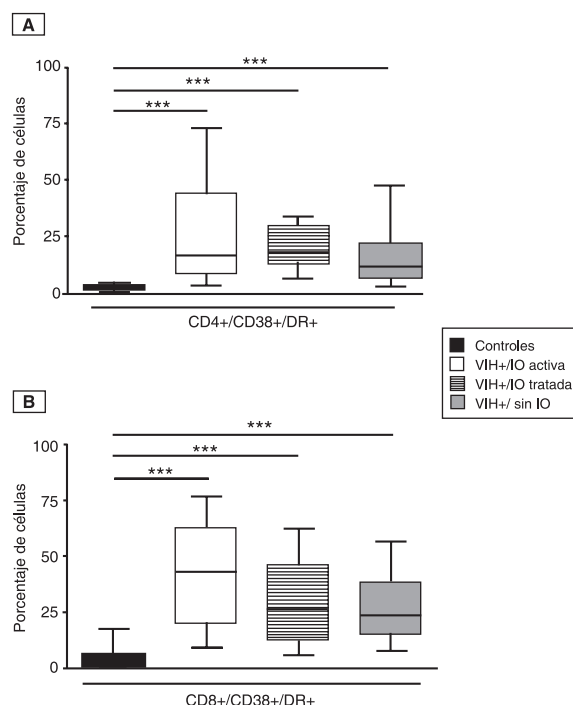 A
Porcentaje de células
100
75
50
25
0
***
***
***
CD4+/CD38+/DR+
Controles
VIH+/IO activa
VIH+/IO tratada
VIH+/ sin IO
B
Porcentaje de células
100
75
50
25
0
***
***
***
CD8+/CD38+/DR+